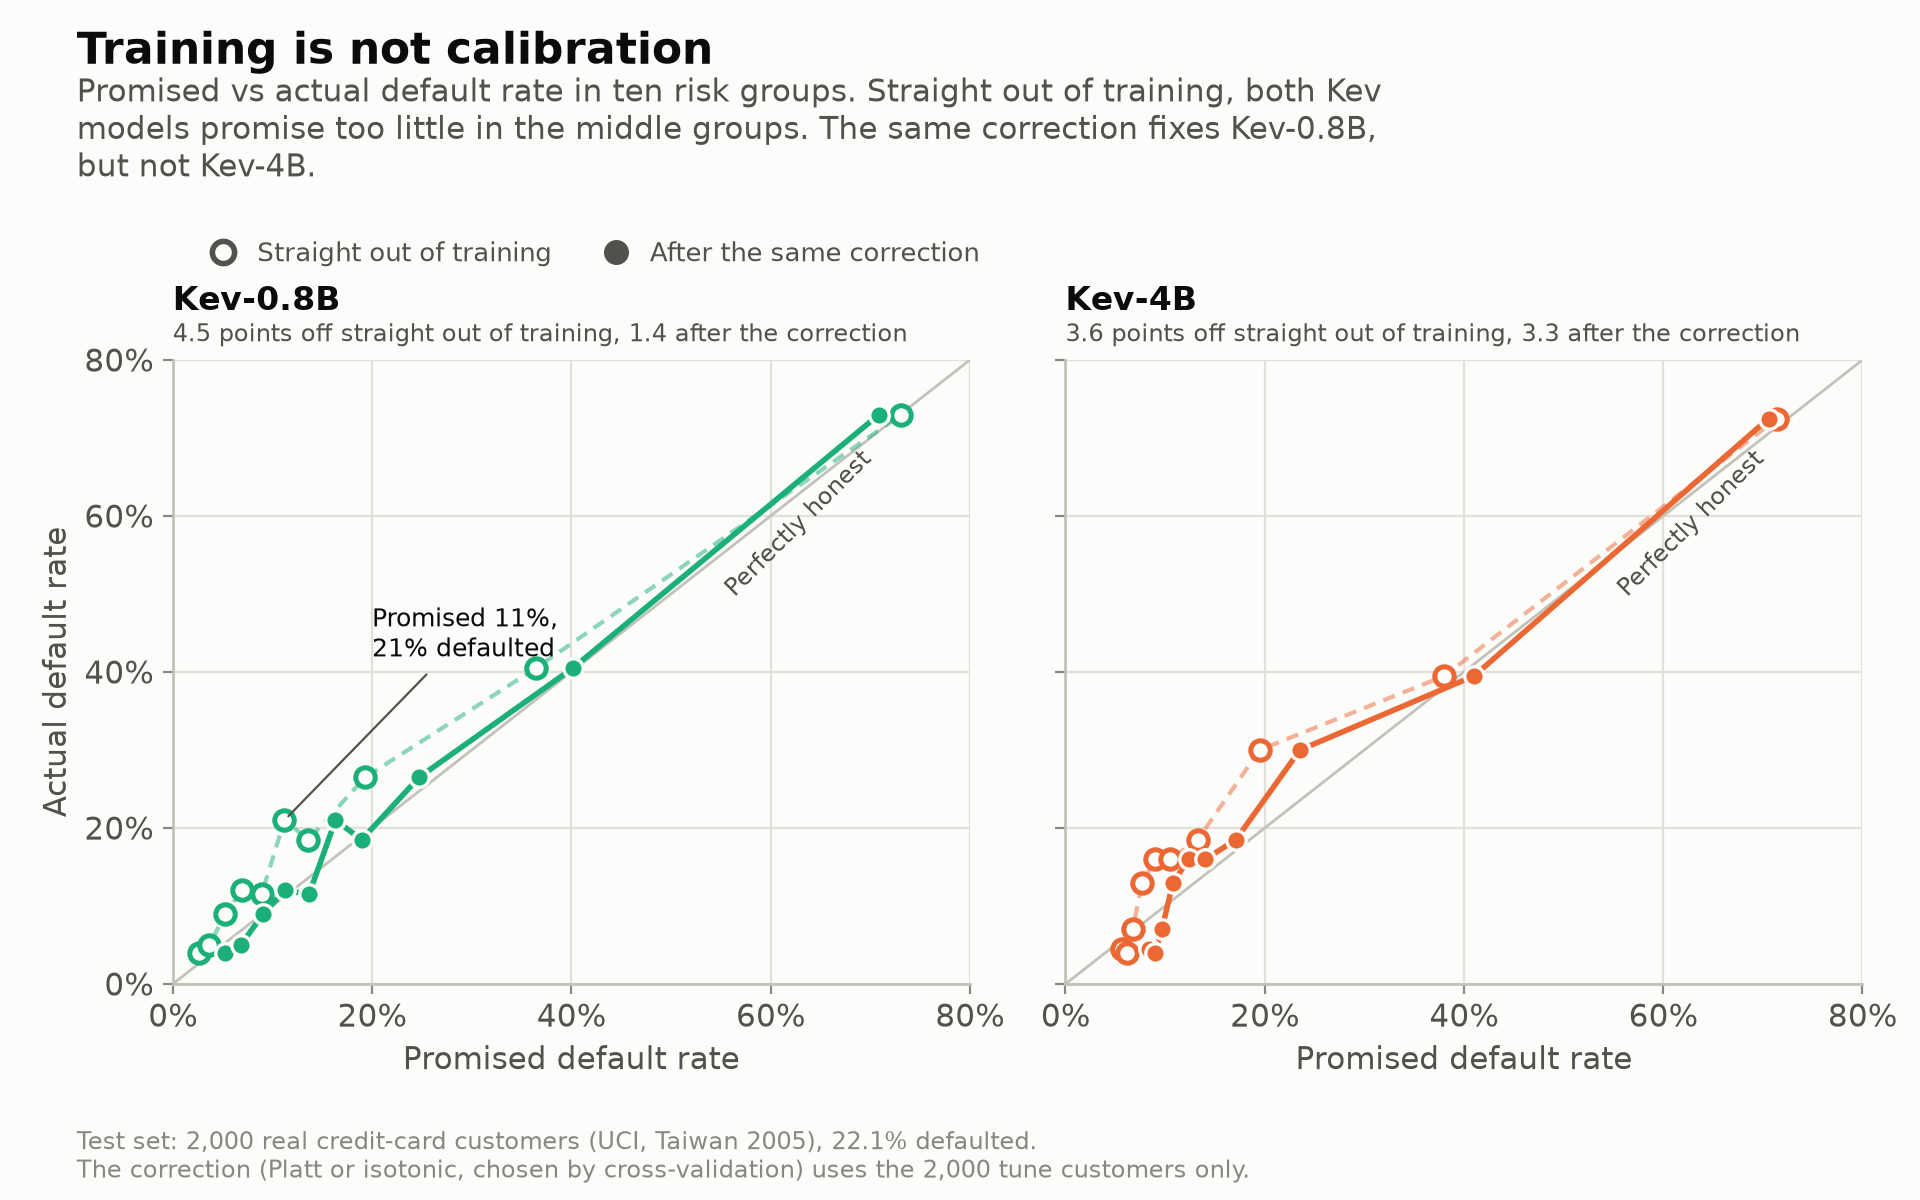 Training is not calibration
Promised vs actual default rate in ten risk groups. Straight out of training, both Kev
models promise too little in the middle groups. The same correction fixes Kev-0.8B,
but not Kev-4B.
Straight out of training
After the same correction
Kev-0.8B
4.5 points off straight out of training, 1.4 after the correction
80%
60%
40%
20%
0%
Actual default rate
Promised 11%,
21% defaulted
Perfectly honest
0%
20%
40%
60%
80%
Promised default rate
Kev-4B
3.6 points off straight out of training, 3.3 after the correction
Perfectly honest
0%
20%
40%
60%
80%
Promised default rate
Test set: 2,000 real credit-card customers (UCI, Taiwan 2005), 22.1% defaulted.
The correction (Platt or isotonic, chosen by cross-validation) uses the 2,000 tune customers only.